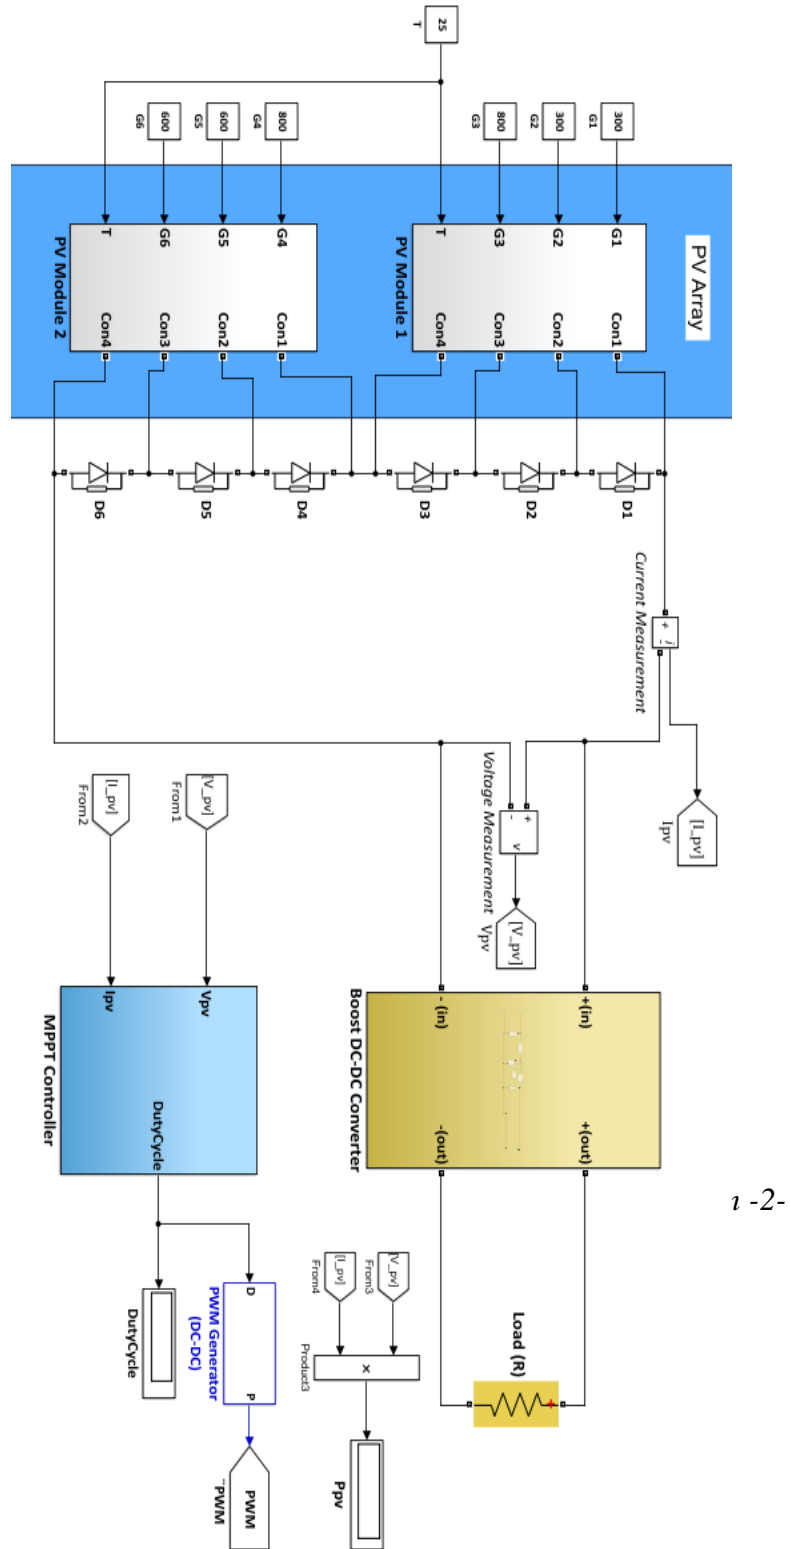 25
T
300
G1
300
G2
800
G3
800
G4
600
G5
600
G6
PV Array
G1
G2
G3
T
Con1
Con2
Con3
Con4
PV Module 1
G4
G5
G6
T
Con1
Con2
Con3
Con4
PV Module 2
D1
D2
D3
D4
D5
D6
Current Measurement
+
-
i
[I_pv]
Ipv
Voltage Measurement
+
-
v
[V_pv]
Vpv
[V_pv]
From1
[I_pv]
From2
+(in)
- (in)
+(out)
-(out)
Boost DC-DC Converter
Vpv
Ipv
DutyCycle
MPPT Controller
ı -2-
Load (R)
+
[V_pv]
From3
[I_pv]
From4
×
Product3
Ppv
D
P
PWM Generator
(DC-DC)
DutyCycle
PWM
¨PWM